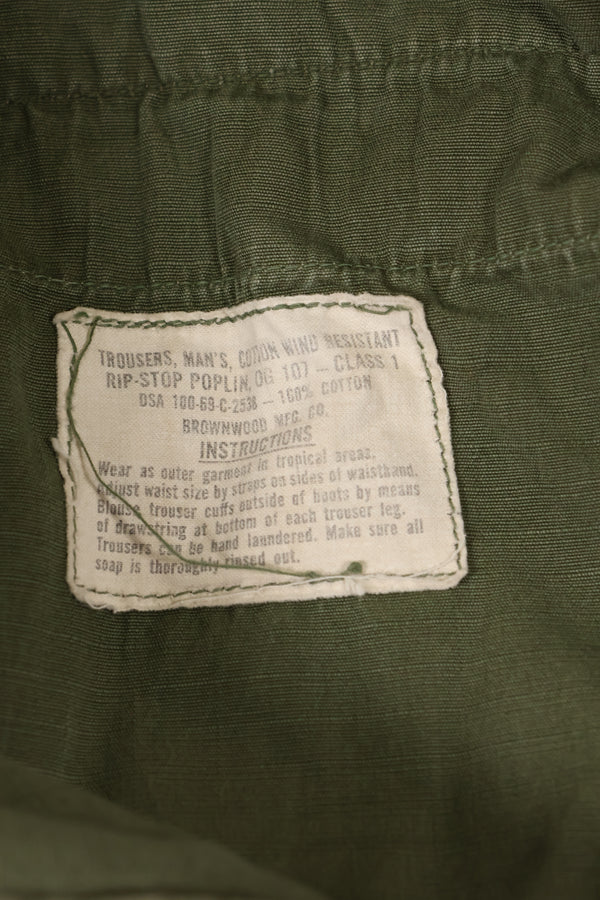 TROUSERS, MAN'S, COTTON WIND RESISTANT
RIP-STOP POPLIN, OG 107 — CLASS 1
DSA 100-69-C-2536 — 100% COTTON
BROWNWOOD MFG. CO.
INSTRUCTIONS
Wear as outer garment in tropical areas.
Adjust waist size by straps on sides of waistband.
Blouse trouser cuffs outside of boots by means
of drawstring at bottom of each trouser leg.
Trousers can be hand laundered. Make sure all
soap is thoroughly rinsed out.